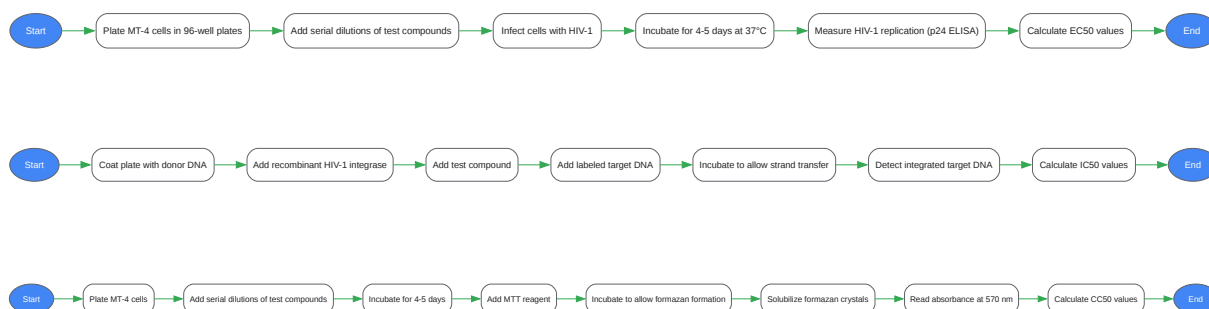 Start
Plate MT-4 cells in 96-well plates
Add serial dilutions of test compounds
Infect cells with HIV-1
Incubate for 4-5 days at 37°C
Measure HIV-1 replication (p24 ELISA)
Calculate EC50 values
End
Start
Coat plate with donor DNA
Add recombinant HIV-1 integrase
Add test compound
Add labeled target DNA
Incubate to allow strand transfer
Detect integrated target DNA
Calculate IC50 values
End
Start
Plate MT-4 cells
Add serial dilutions of test compounds
Incubate for 4-5 days
Add MTT reagent
Incubate to allow formazan formation
Solubilize formazan crystals
Read absorbance at 570 nm
Calculate CC50 values
End